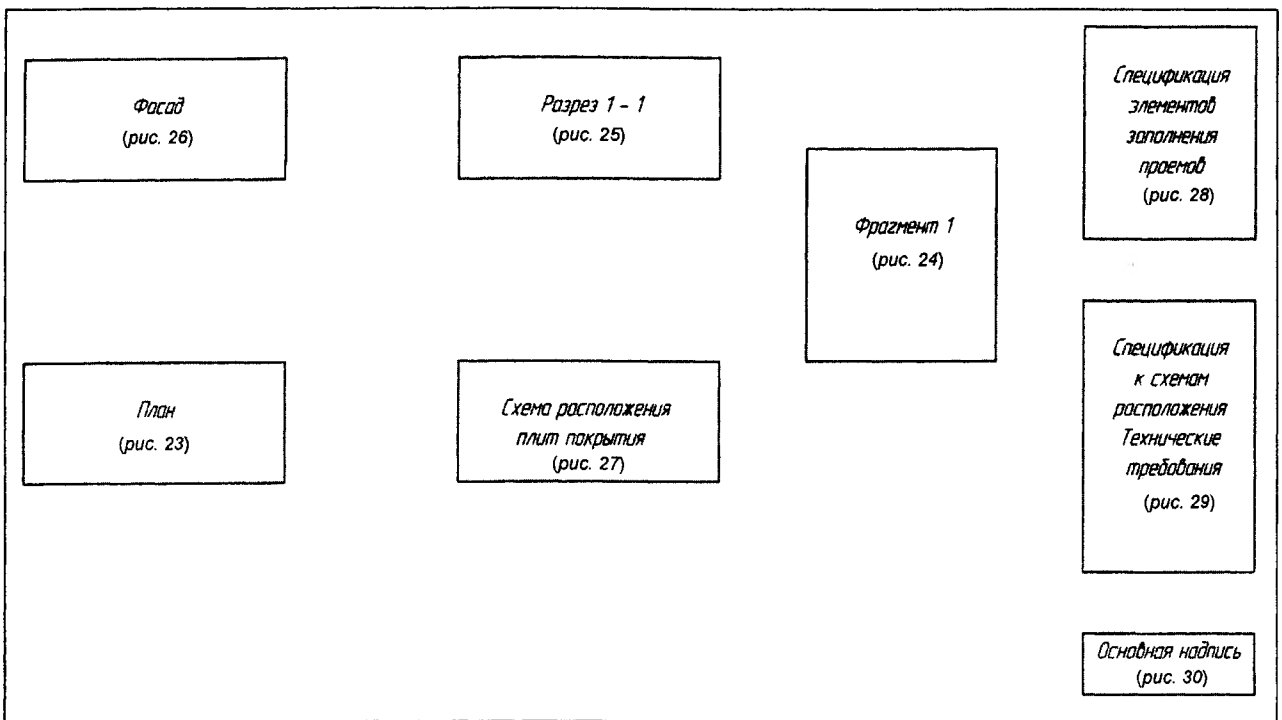 Фасад
(рис. 26)
Разрез 1 - 1
(рис. 25)
Фрагмент 1
(рис. 24)
Спецификация
элементов
заполнения
проемов
(рис. 28)
План
(рис. 23)
Схема расположения
плит покрытия
(рис. 27)
Спецификация
к схемам
расположения
Технические
требования
(рис. 29)
Основная надпись
(рис. 30)